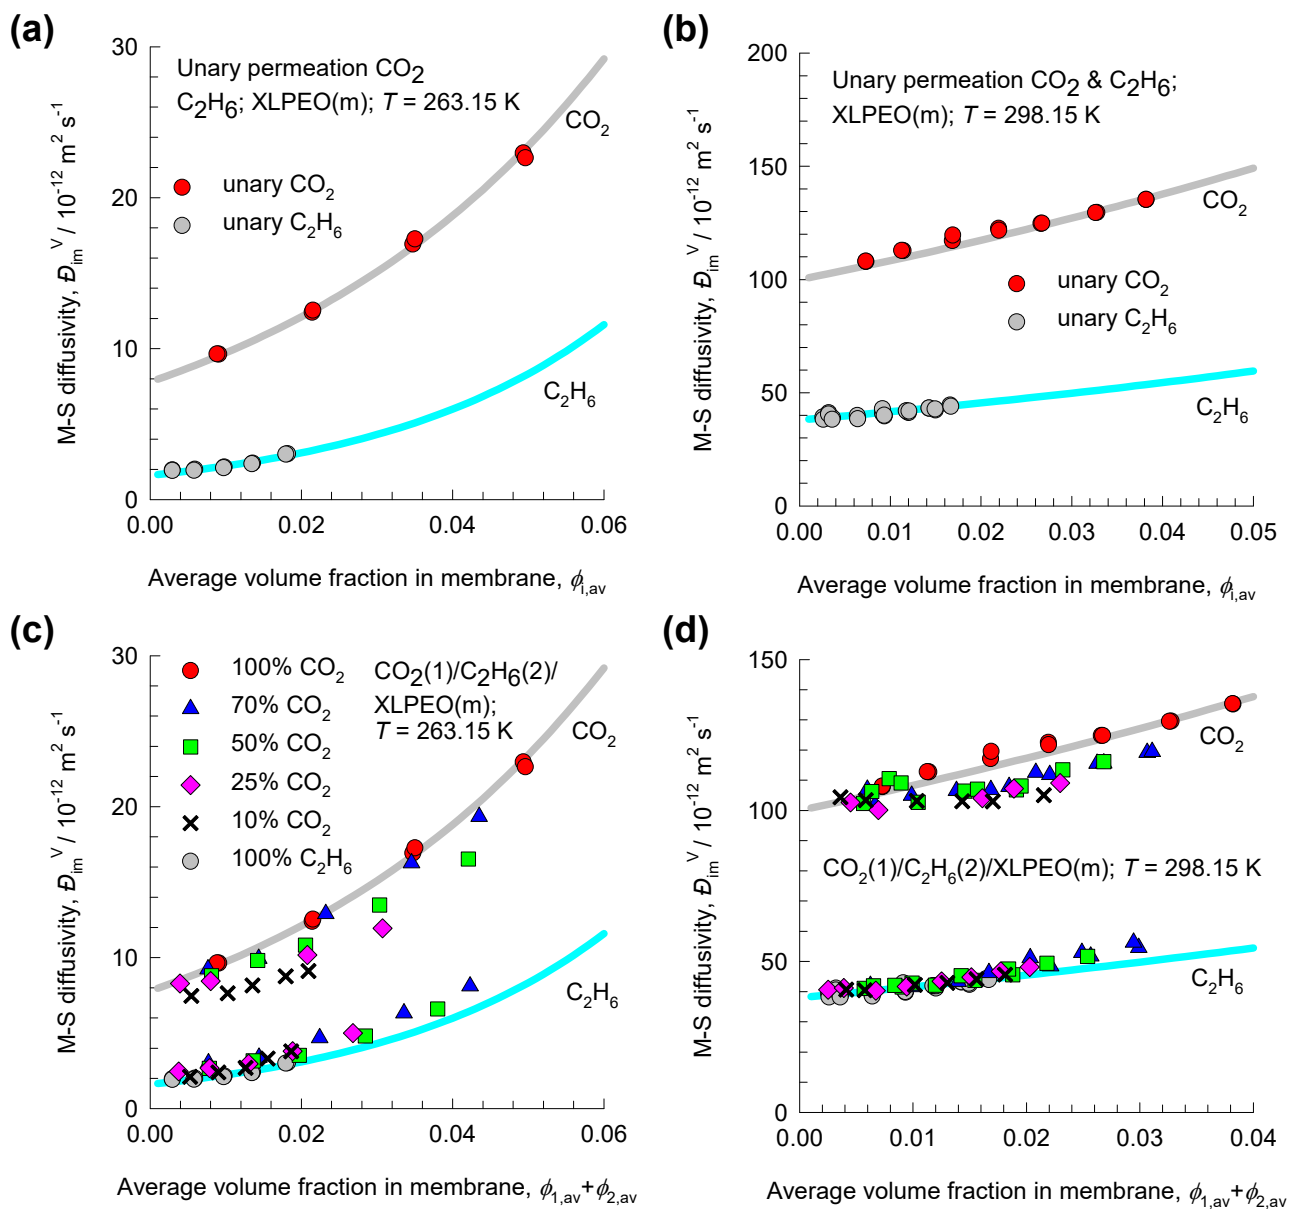 (a)
30
20
10
0
0.00 0.02 0.04 0.06
M-S diffusivity, Đ_im^V / 10^-12 m^2 s^-1
Unary permeation CO2
C2H6; XLPEO(m); T = 263.15 K
unary CO2
unary C2H6
CO2
C2H6
Average volume fraction in membrane, ϕi,av
(b)
200
150
100
50
0
0.00 0.01 0.02 0.03 0.04 0.05
M-S diffusivity, Đ_im^V / 10^-12 m^2 s^-1
Unary permeation CO2 & C2H6;
XLPEO(m); T = 298.15 K
CO2
unary CO2
unary C2H6
C2H6
Average volume fraction in membrane, ϕi,av
(c)
30
20
10
0
0.00 0.02 0.04 0.06
M-S diffusivity, Đ_im^V / 10^-12 m^2 s^-1
100% CO2
70% CO2
50% CO2
25% CO2
10% CO2
100% C2H6
CO2(1)/C2H6(2)/
XLPEO(m);
T = 263.15 K
CO2
C2H6
Average volume fraction in membrane, ϕ1,av+ϕ2,av
(d)
150
100
50
0
0.00 0.01 0.02 0.03 0.04
M-S diffusivity, Đ_im^V / 10^-12 m^2 s^-1
CO2
CO2(1)/C2H6(2)/XLPEO(m); T = 298.15 K
C2H6
Average volume fraction in membrane, ϕ1,av+ϕ2,av